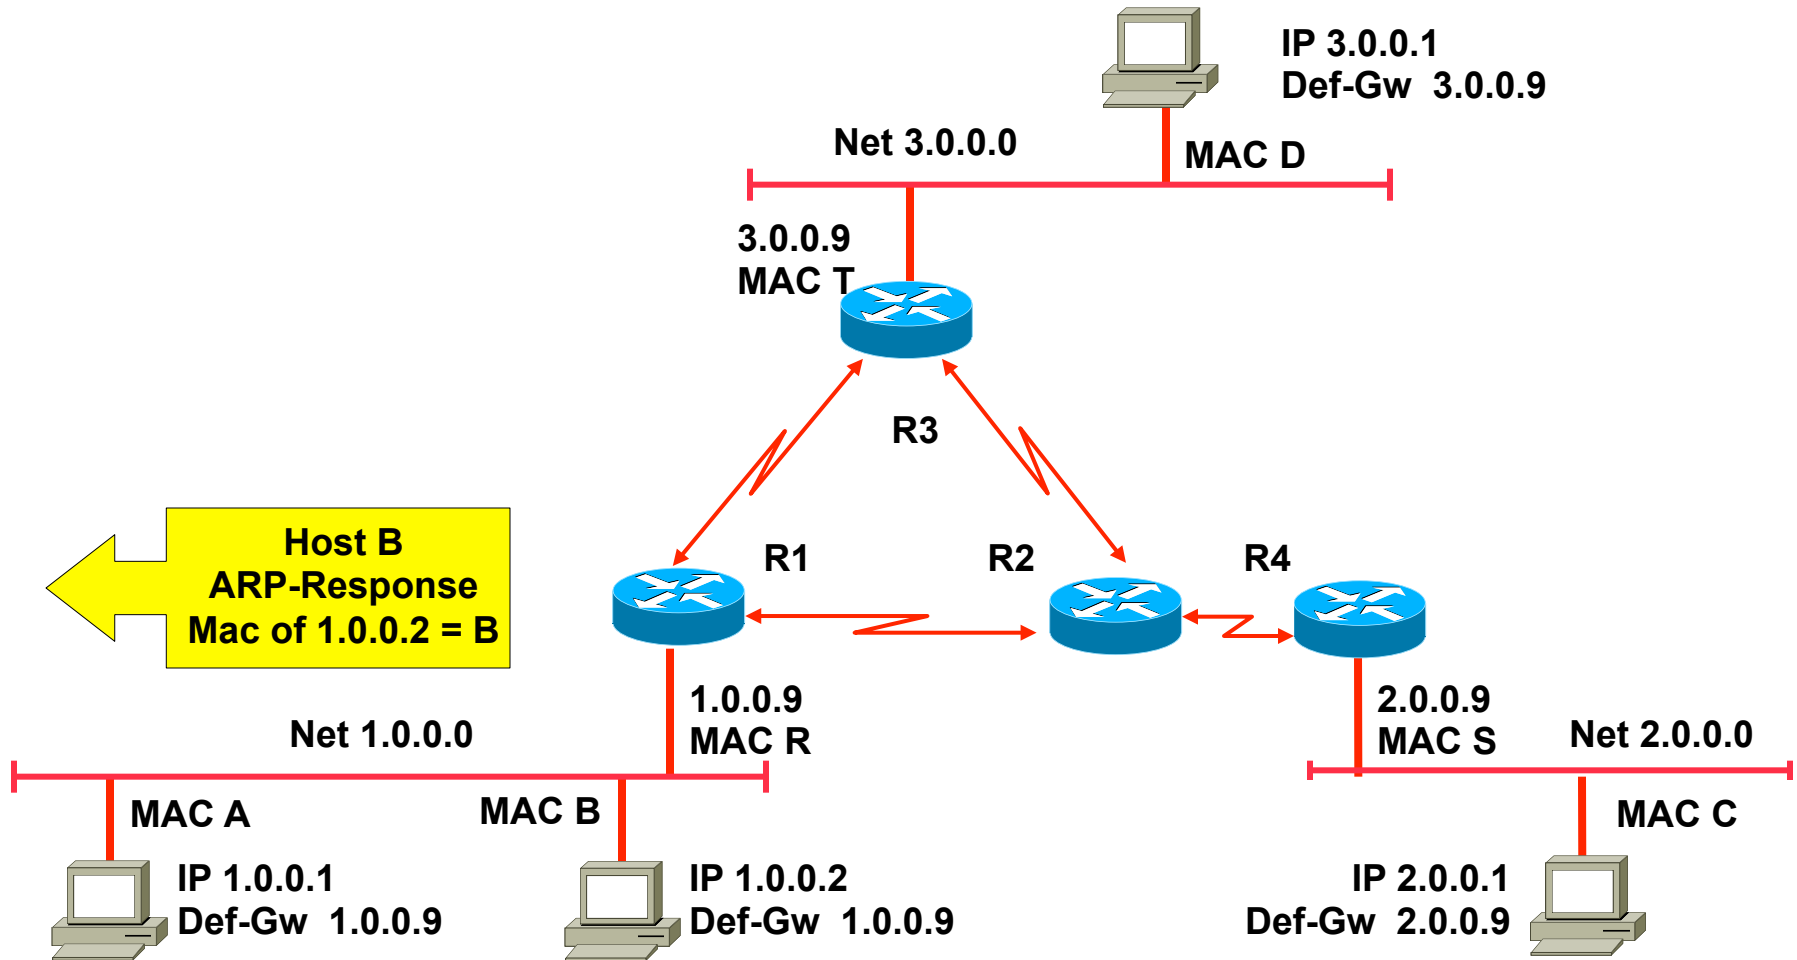 IP 3.0.0.1
Def-Gw 3.0.0.9
Net 3.0.0.0
MAC D
3.0.0.9
MAC T
R3
Host B
ARP-Response
Mac of 1.0.0.2 = B
R1
R2
R4
1.0.0.9
MAC R
2.0.0.9
MAC S
Net 1.0.0.0
Net 2.0.0.0
MAC A
MAC B
MAC C
IP 1.0.0.1
Def-Gw 1.0.0.9
IP 1.0.0.2
Def-Gw 1.0.0.9
IP 2.0.0.1
Def-Gw 2.0.0.9